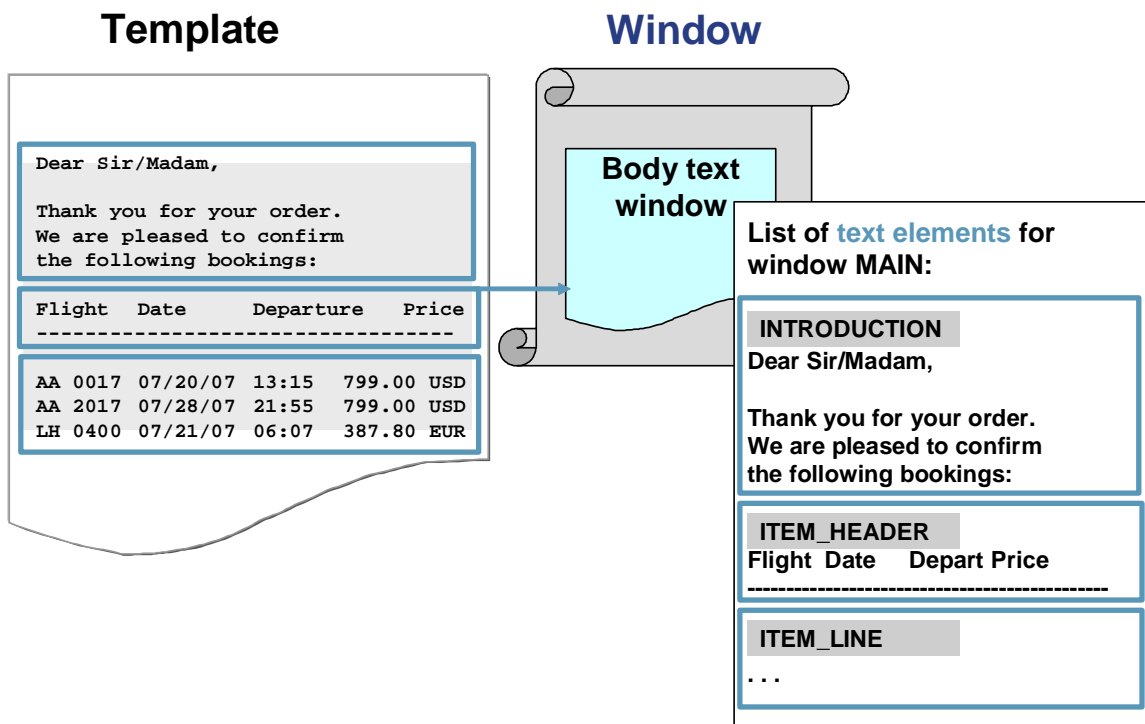 Template
Dear Sir/Madam,
Thank you for your order.
We are pleased to confirm
the following bookings:
Flight Date Departure Price
-----------------------------------
AA 0017 07/20/07 13:15 799.00 USD
AA 2017 07/28/07 21:55 799.00 USD
LH 0400 07/21/07 06:07 387.80 EUR
Window
Body text
window
List of text elements for
window MAIN:
INTRODUCTION
Dear Sir/Madam,
Thank you for your order.
We are pleased to confirm
the following bookings:
ITEM_HEADER
Flight Date Depart Price
-----------------------------------------------
ITEM_LINE
. . .